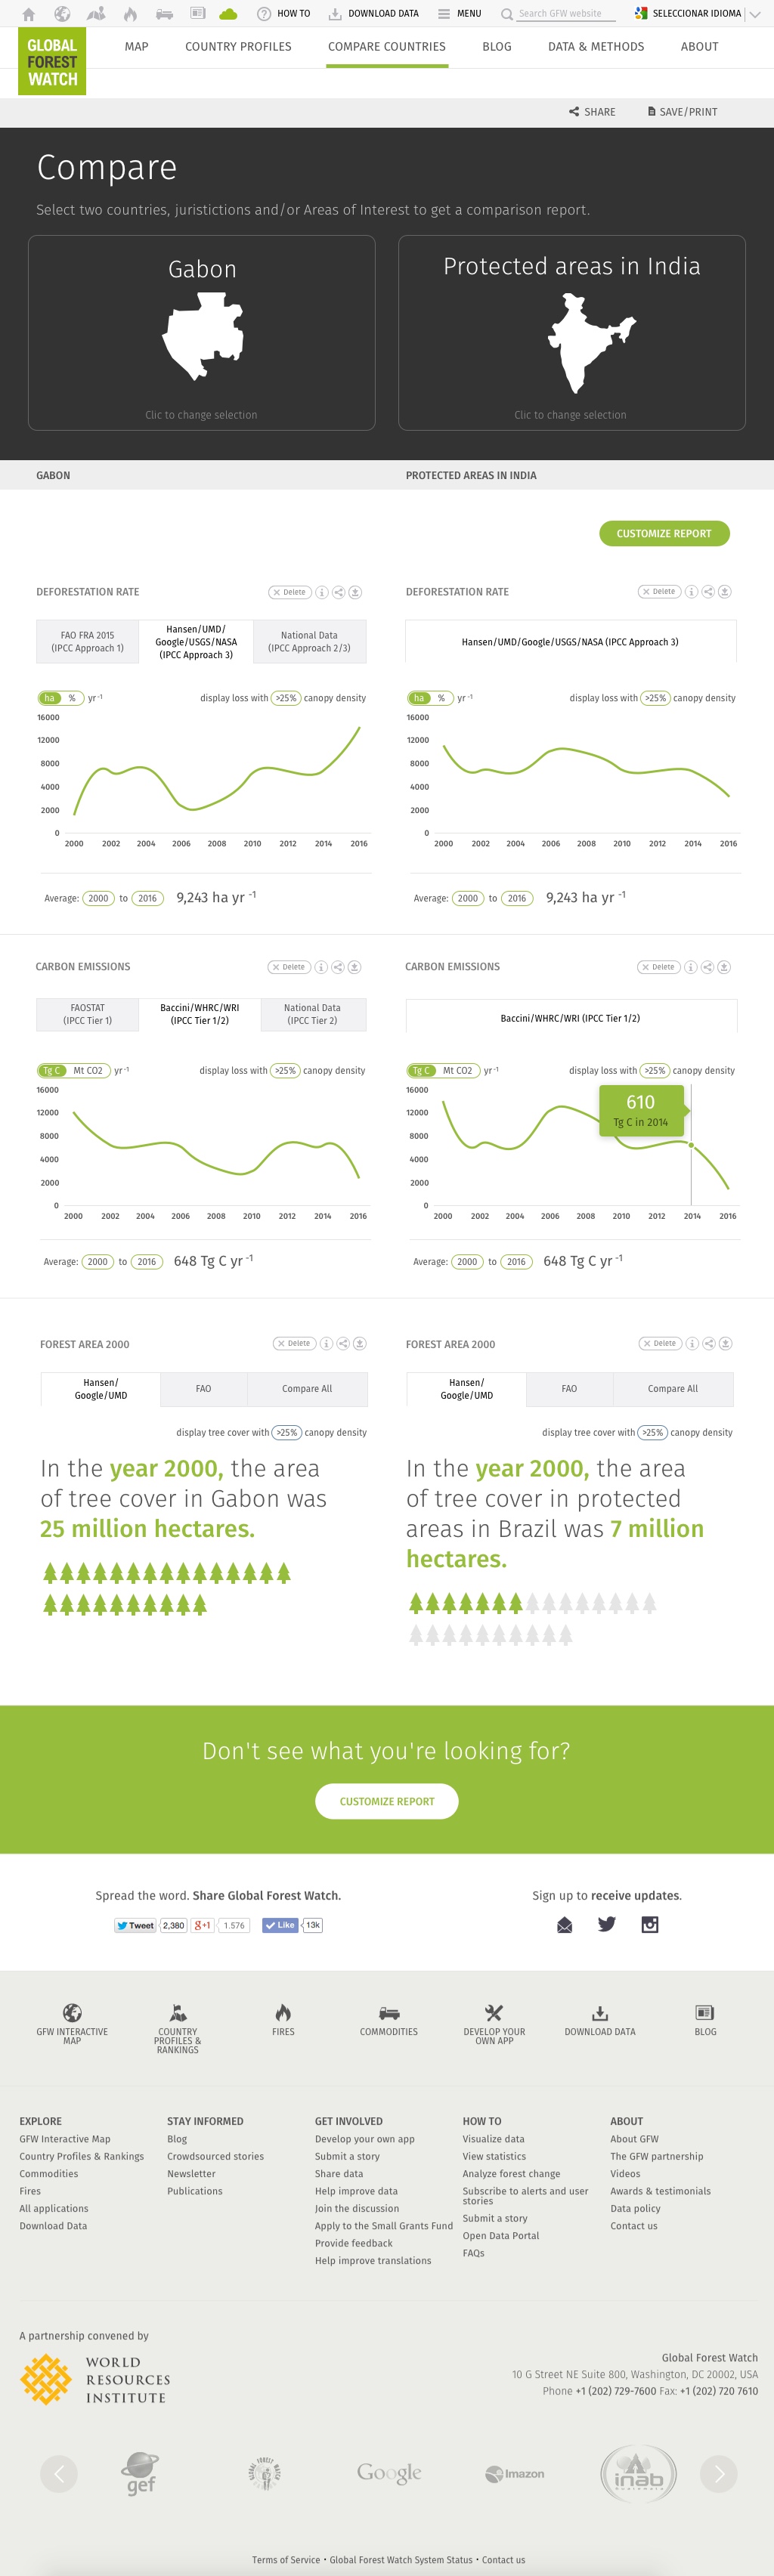 HOW TO
DOWNLOAD DATA
MENU
Search GFW website
SELECCIONAR IDIOMA
GLOBAL
FOREST
WATCH
MAP
COUNTRY PROFILES
COMPARE COUNTRIES
BLOG
DATA & METHODS
ABOUT
SHARE
SAVE/PRINT
Compare
Select two countries, juristictions and/or Areas of Interest to get a comparison report.
Gabon
Clic to change selection
Protected areas in India
Clic to change selection
GABON
PROTECTED AREAS IN INDIA
CUSTOMIZE REPORT
DEFORESTATION RATE
Delete
FAO FRA 2015
(IPCC Approach 1)
Hansen/UMD/
Google/USGS/NASA
(IPCC Approach 3)
National Data
(IPCC Approach 2/3)
ha % yr -1
display loss with >25% canopy density
16000
12000
8000
4000
2000
0
2000 2002 2004 2006 2008 2010 2012 2014 2016
Average: 2000 to 2016 9,243 ha yr -1
DEFORESTATION RATE
Delete
Hansen/UMD/Google/USGS/NASA (IPCC Approach 3)
ha % yr -1
display loss with >25% canopy density
16000
12000
8000
4000
2000
0
2000 2002 2004 2006 2008 2010 2012 2014 2016
Average: 2000 to 2016 9,243 ha yr -1
CARBON EMISSIONS
Delete
FAOSTAT
(IPCC Tier 1)
Baccini/WHRC/WRI
(IPCC Tier 1/2)
National Data
(IPCC Tier 2)
Tg C Mt CO2 yr -1
display loss with >25% canopy density
16000
12000
8000
4000
2000
0
2000 2002 2004 2006 2008 2010 2012 2014 2016
Average: 2000 to 2016 648 Tg C yr -1
CARBON EMISSIONS
Delete
Baccini/WHRC/WRI (IPCC Tier 1/2)
Tg C Mt CO2 yr -1
display loss with >25% canopy density
16000
12000
8000
4000
2000
0
610
Tg C in 2014
2000 2002 2004 2006 2008 2010 2012 2014 2016
Average: 2000 to 2016 648 Tg C yr -1
FOREST AREA 2000
Delete
Hansen/
Google/UMD
FAO
Compare All
display tree cover with >25% canopy density
In the year 2000, the area
of tree cover in Gabon was
25 million hectares.
FOREST AREA 2000
Delete
Hansen/
Google/UMD
FAO
Compare All
display tree cover with >25% canopy density
In the year 2000, the area
of tree cover in protected
areas in Brazil was 7 million
hectares.
Don't see what you're looking for?
CUSTOMIZE REPORT
Spread the word. Share Global Forest Watch.
Tweet 2,380 g+1 1.576 Like 13k
Sign up to receive updates.
GFW INTERACTIVE
MAP
COUNTRY
PROFILES &
RANKINGS
FIRES
COMMODITIES
DEVELOP YOUR
OWN APP
DOWNLOAD DATA
BLOG
EXPLORE
GFW Interactive Map
Country Profiles & Rankings
Commodities
Fires
All applications
Download Data
STAY INFORMED
Blog
Crowdsourced stories
Newsletter
Publications
GET INVOLVED
Develop your own app
Submit a story
Share data
Help improve data
Join the discussion
Apply to the Small Grants Fund
Provide feedback
Help improve translations
HOW TO
Visualize data
View statistics
Analyze forest change
Subscribe to alerts and user
stories
Submit a story
Open Data Portal
FAQs
ABOUT
About GFW
The GFW partnership
Videos
Awards & testimonials
Data policy
Contact us
A partnership convened by
WORLD
RESOURCES
INSTITUTE
Global Forest Watch
10 G Street NE Suite 800, Washington, DC 20002, USA
Phone +1 (202) 729-7600 Fax: +1 (202) 720 7610
gef
Google
Imazon
inab
Terms of Service • Global Forest Watch System Status • Contact us